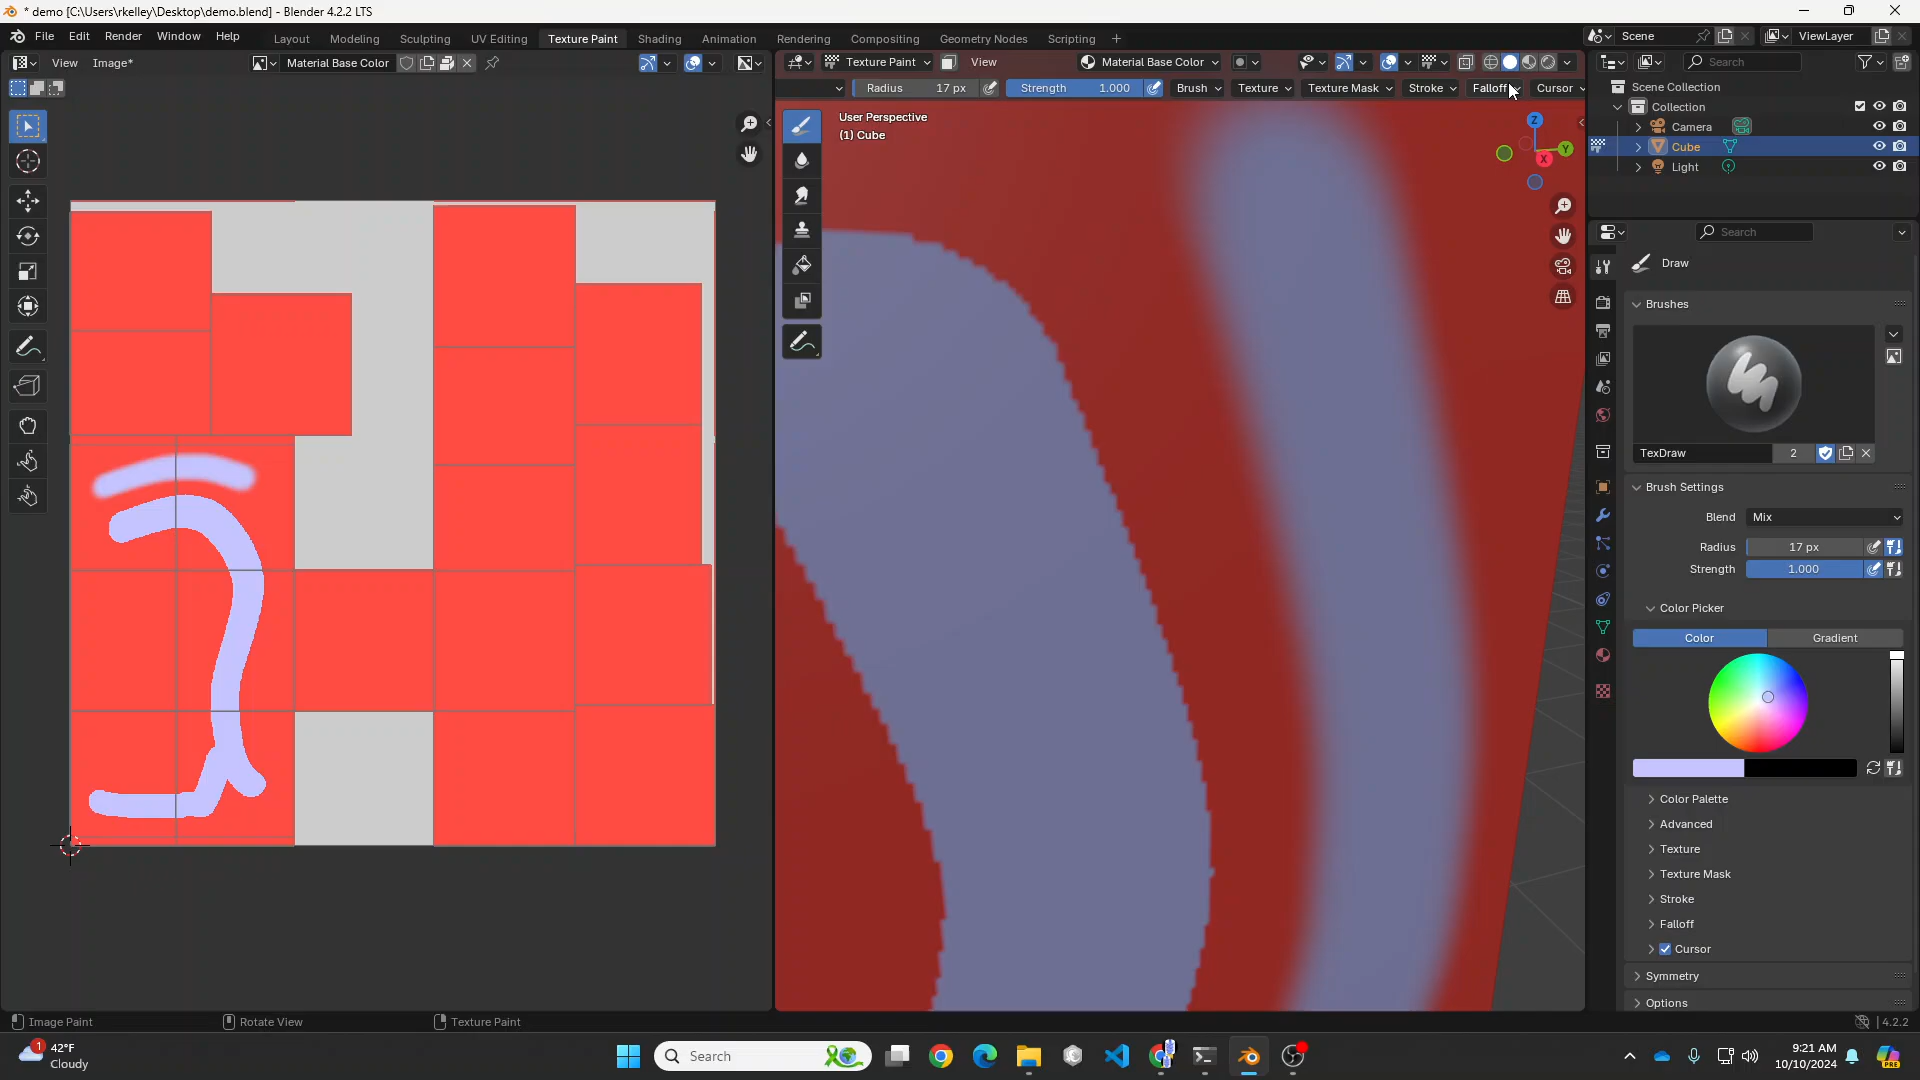 * demo [C:\Users\rkelley\Desktop\demo.blend] - Blender 4.2.2 LTS
File Edit Render Window Help Layout Modeling Sculpting UV Editing Texture Paint Shading Animation Rendering Compositing Geometry Nodes Scripting + Scene ViewLayer
View Image* Material Base Color Texture Paint View Material Base Color Search
Radius 17 px Strength 1.000 Brush Texture Texture Mask Stroke Falloff Cursor
Scene Collection
Collection
Camera
Cube
Light
User Perspective
(1) Cube
Z
Y
X
Search
Draw
Brushes
TexDraw 2
Brush Settings
Blend Mix
Radius 17 px
Strength 1.000
Color Picker
Color Gradient
Color Palette
Advanced
Texture
Texture Mask
Stroke
Falloff
Cursor
Symmetry
Options
Image Paint Rotate View Texture Paint 4.2.2
1 42°F
Cloudy
Search
9:21 AM
10/10/2024
PRE